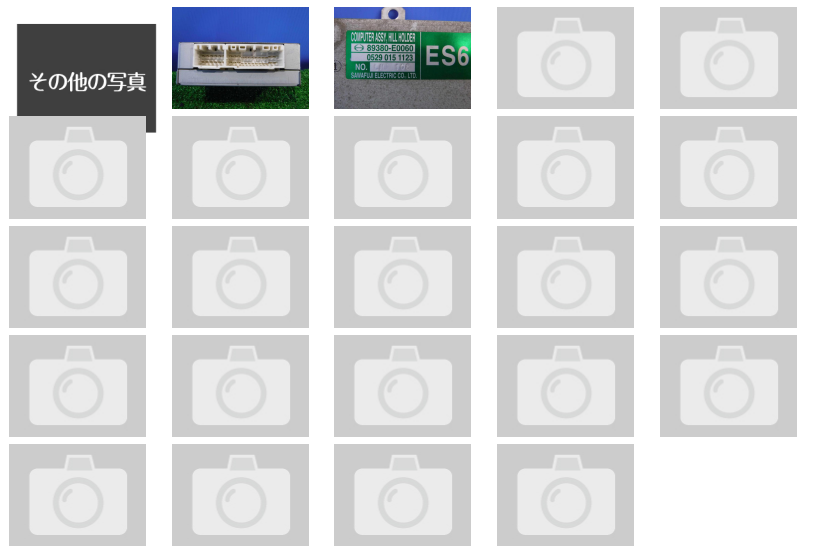 その他の写真
COMPUTER ASSY, HILL HOLDER
89380-E0060
0529 015 1123
NO.
SAWAFUJI ELECTRIC CO., LTD.
ES6